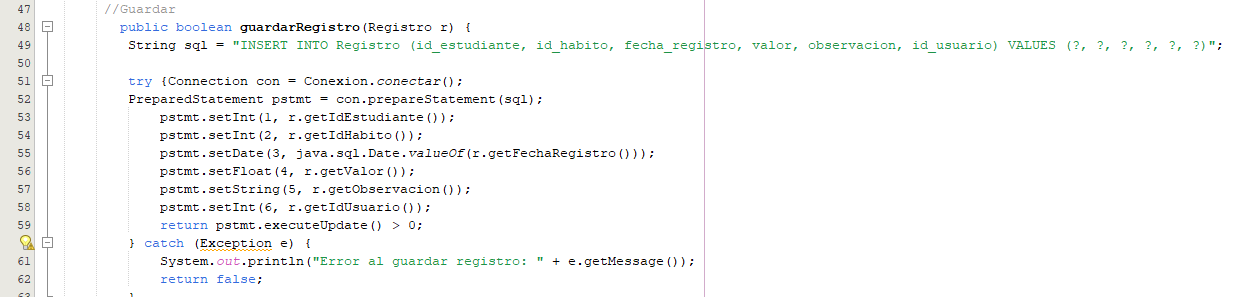 47 //Guardar
48 public boolean guardarRegistro(Registro r) {
49 String sql = "INSERT INTO Registro (id_estudiante, id_habito, fecha_registro, valor, observacion, id_usuario) VALUES (?, ?, ?, ?, ?, ?)";
50
51 try {Connection con = Conexion.conectar();
52 PreparedStatement pstmt = con.prepareStatement(sql);
53 pstmt.setInt(1, r.getIdEstudiante());
54 pstmt.setInt(2, r.getIdHabito());
55 pstmt.setDate(3, java.sql.Date.valueOf(r.getFechaRegistro()));
56 pstmt.setFloat(4, r.getValor());
57 pstmt.setString(5, r.getObservacion());
58 pstmt.setInt(6, r.getIdUsuario());
59 return pstmt.executeUpdate() > 0;
} catch (Exception e) {
61 System.out.println("Error al guardar registro: " + e.getMessage());
62 return false;
63 }